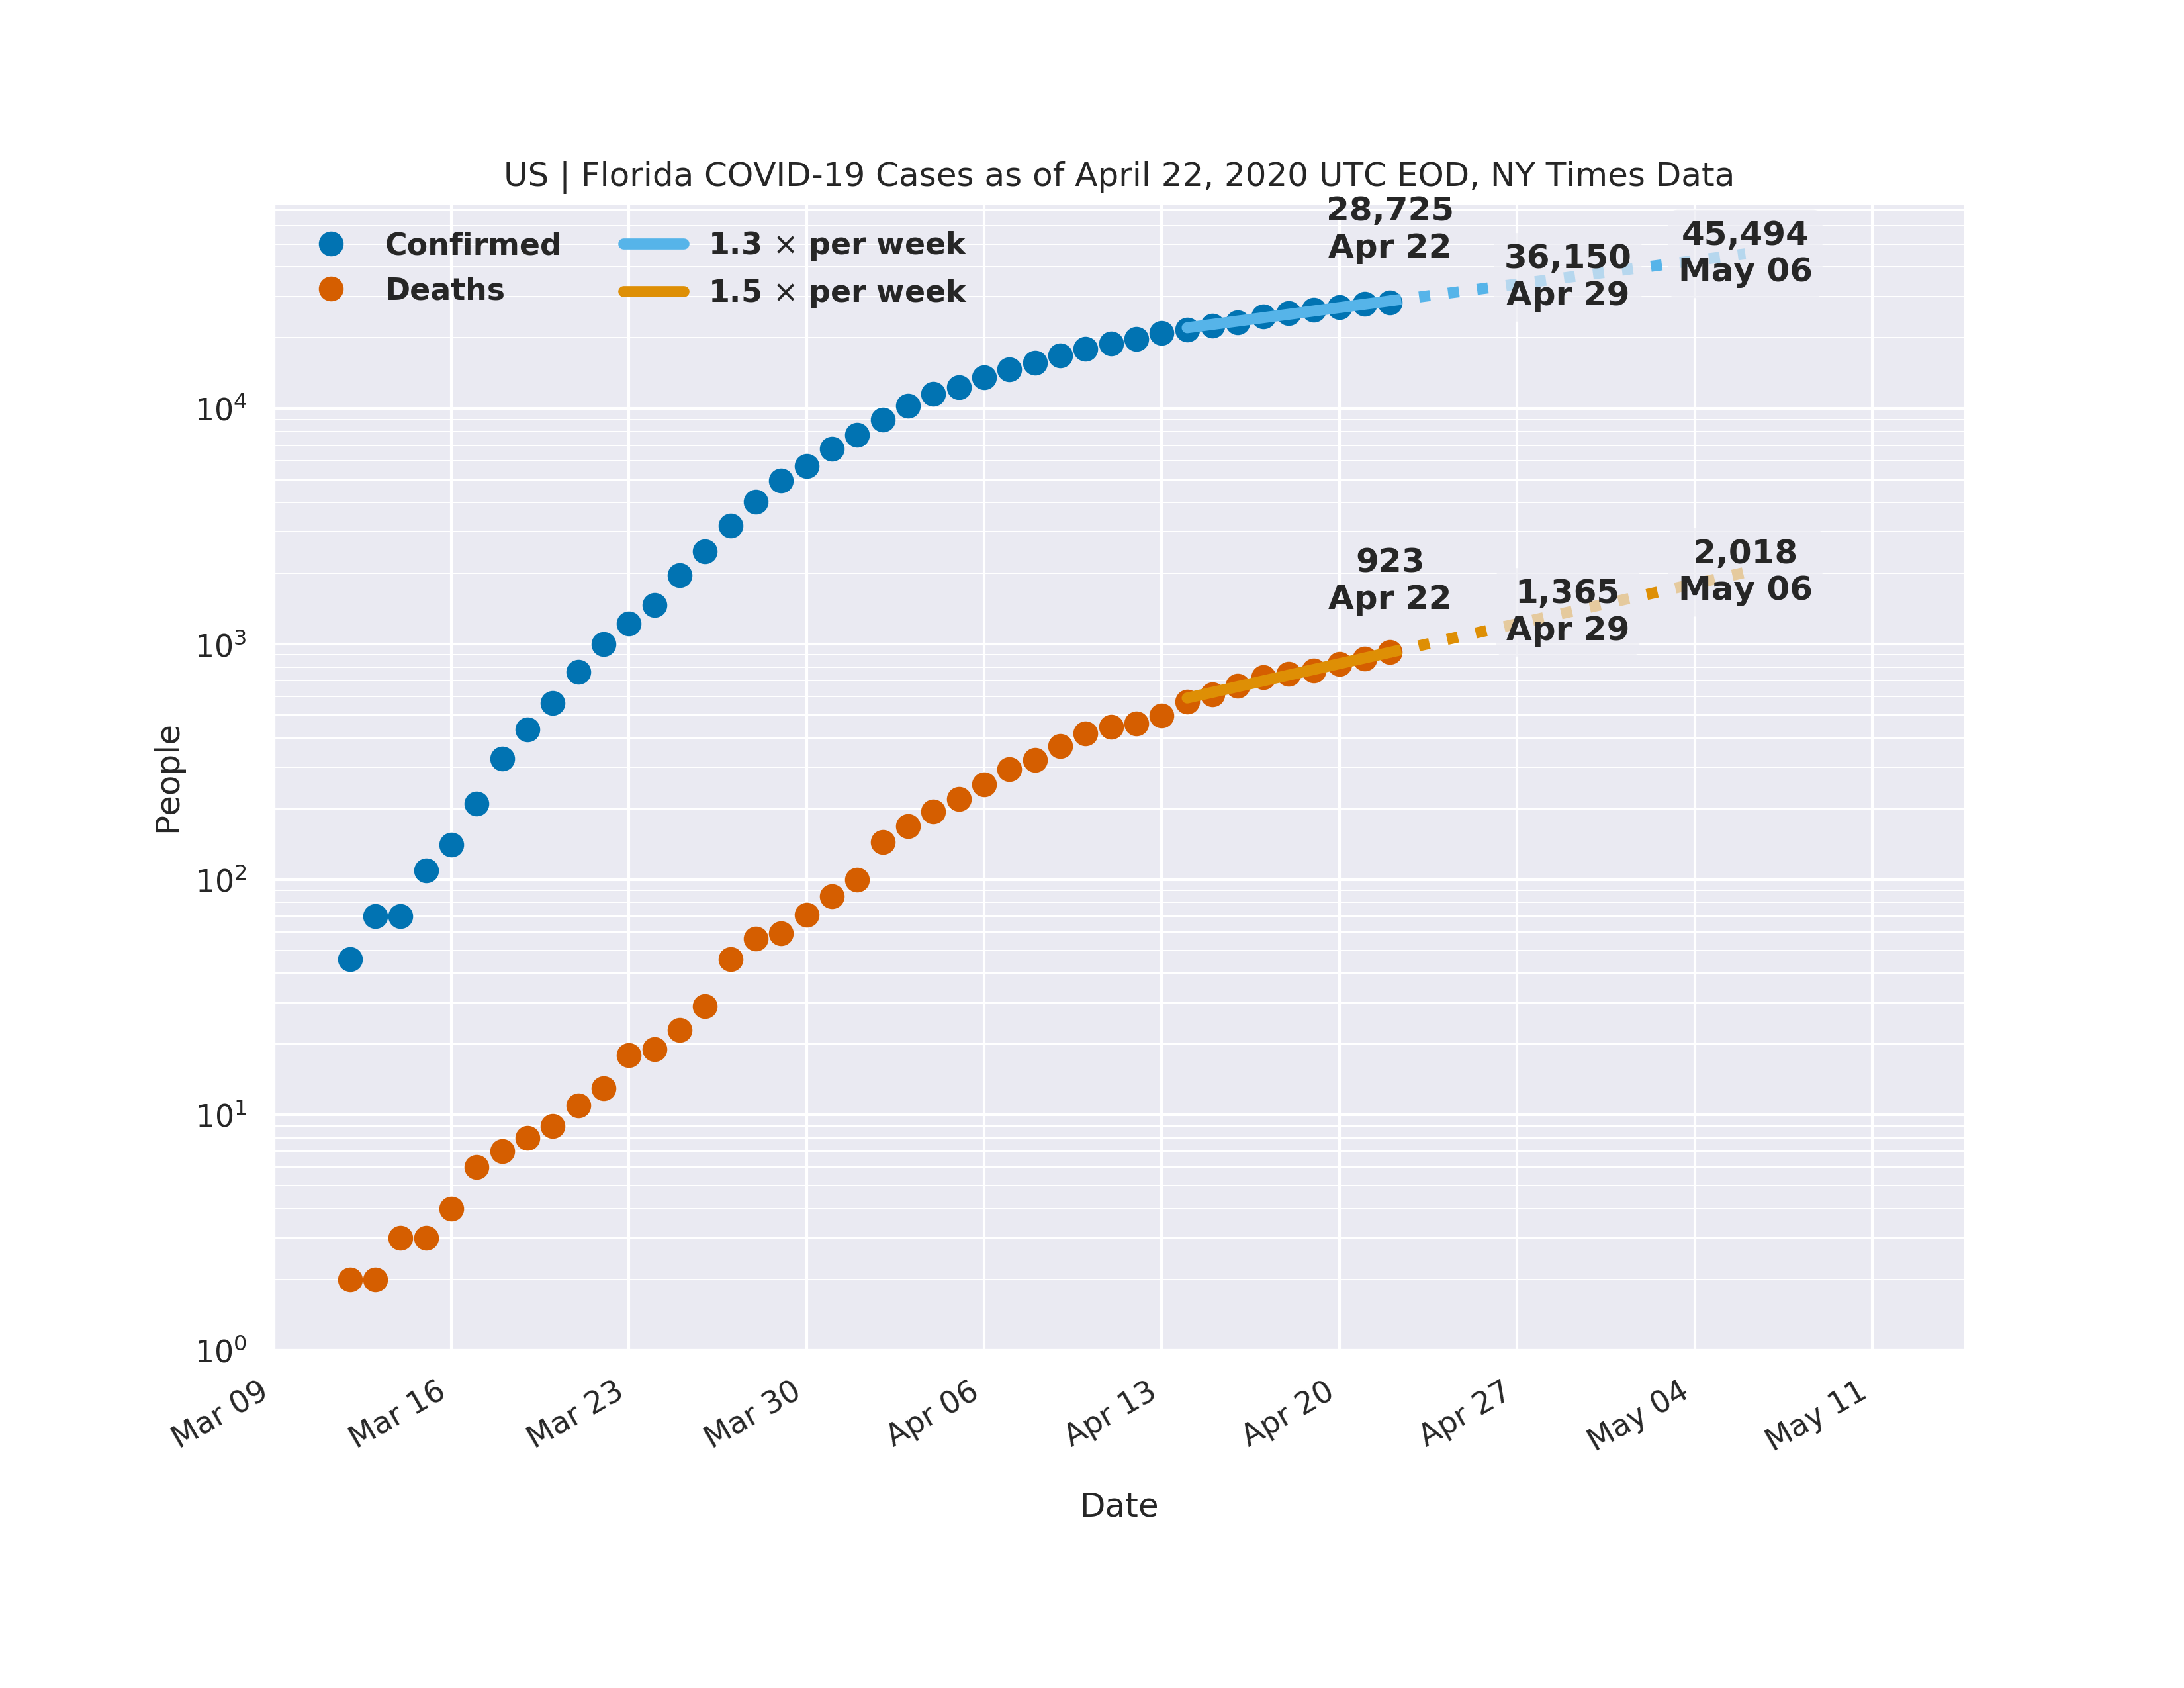 US | Florida COVID-19 Cases as of April 22, 2020 UTC EOD, NY Times Data
Confirmed
Deaths
1.3 × per week
1.5 × per week
28,725
Apr 22
36,150
Apr 29
45,494
May 06
923
Apr 22
1,365
Apr 29
2,018
May 06
People
10⁴
10³
10²
10¹
10⁰
Mar 09
Mar 16
Mar 23
Mar 30
Apr 06
Apr 13
Apr 20
Apr 27
May 04
May 11
Date